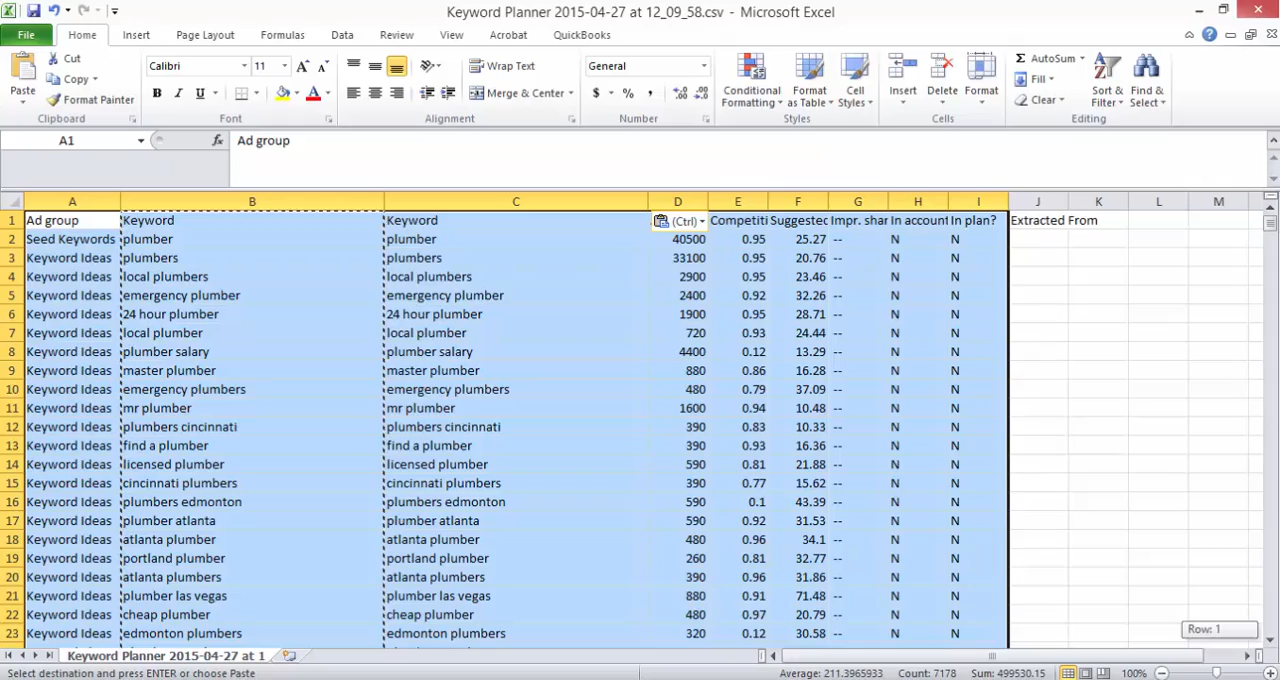 Keyword Planner 2015-04-27 at 12_09_58.csv - Microsoft Excel
File Home Insert Page Layout Formulas Data Review View Acrobat QuickBooks
Paste Cut Copy Format Painter Clipboard
Calibri 11 A A B I U A Font
Wrap Text Merge & Center Alignment
General $ % , Number
Conditional Formatting Format as Table Cell Styles Styles
Insert Delete Format Cells
Σ AutoSum Fill Clear Sort & Filter Find & Select Editing
A1 fx Ad group
A B C D E F G H I J K L M
1 Ad group Keyword Keyword (Ctrl) Competiti Suggested Impr. shar In account In plan? Extracted From
2 Seed Keywords plumber plumber 40500 0.95 25.27 -- N N
3 Keyword Ideas plumbers plumbers 33100 0.95 20.76 -- N N
4 Keyword Ideas local plumbers local plumbers 2900 0.95 23.46 -- N N
5 Keyword Ideas emergency plumber emergency plumber 2400 0.92 32.26 -- N N
6 Keyword Ideas 24 hour plumber 24 hour plumber 1900 0.95 28.71 -- N N
7 Keyword Ideas local plumber local plumber 720 0.93 24.44 -- N N
8 Keyword Ideas plumber salary plumber salary 4400 0.12 13.29 -- N N
9 Keyword Ideas master plumber master plumber 880 0.86 16.28 -- N N
10 Keyword Ideas emergency plumbers emergency plumbers 480 0.79 37.09 -- N N
11 Keyword Ideas mr plumber mr plumber 1600 0.94 10.48 -- N N
12 Keyword Ideas plumbers cincinnati plumbers cincinnati 390 0.83 10.33 -- N N
13 Keyword Ideas find a plumber find a plumber 390 0.93 16.36 -- N N
14 Keyword Ideas licensed plumber licensed plumber 590 0.81 21.88 -- N N
15 Keyword Ideas cincinnati plumbers cincinnati plumbers 390 0.77 15.62 -- N N
16 Keyword Ideas plumbers edmonton plumbers edmonton 590 0.1 43.39 -- N N
17 Keyword Ideas plumber atlanta plumber atlanta 590 0.92 31.53 -- N N
18 Keyword Ideas atlanta plumber atlanta plumber 480 0.96 34.1 -- N N
19 Keyword Ideas portland plumber portland plumber 260 0.81 32.77 -- N N
20 Keyword Ideas atlanta plumbers atlanta plumbers 390 0.96 31.86 -- N N
21 Keyword Ideas plumber las vegas plumber las vegas 880 0.91 71.48 -- N N
22 Keyword Ideas cheap plumber cheap plumber 480 0.97 20.79 -- N N
23 Keyword Ideas edmonton plumbers edmonton plumbers 320 0.12 30.58 -- N N
Row: 1
Keyword Planner 2015-04-27 at 1
Select destination and press ENTER or choose Paste Average: 211.3965933 Count: 7178 Sum: 499530.15 100%